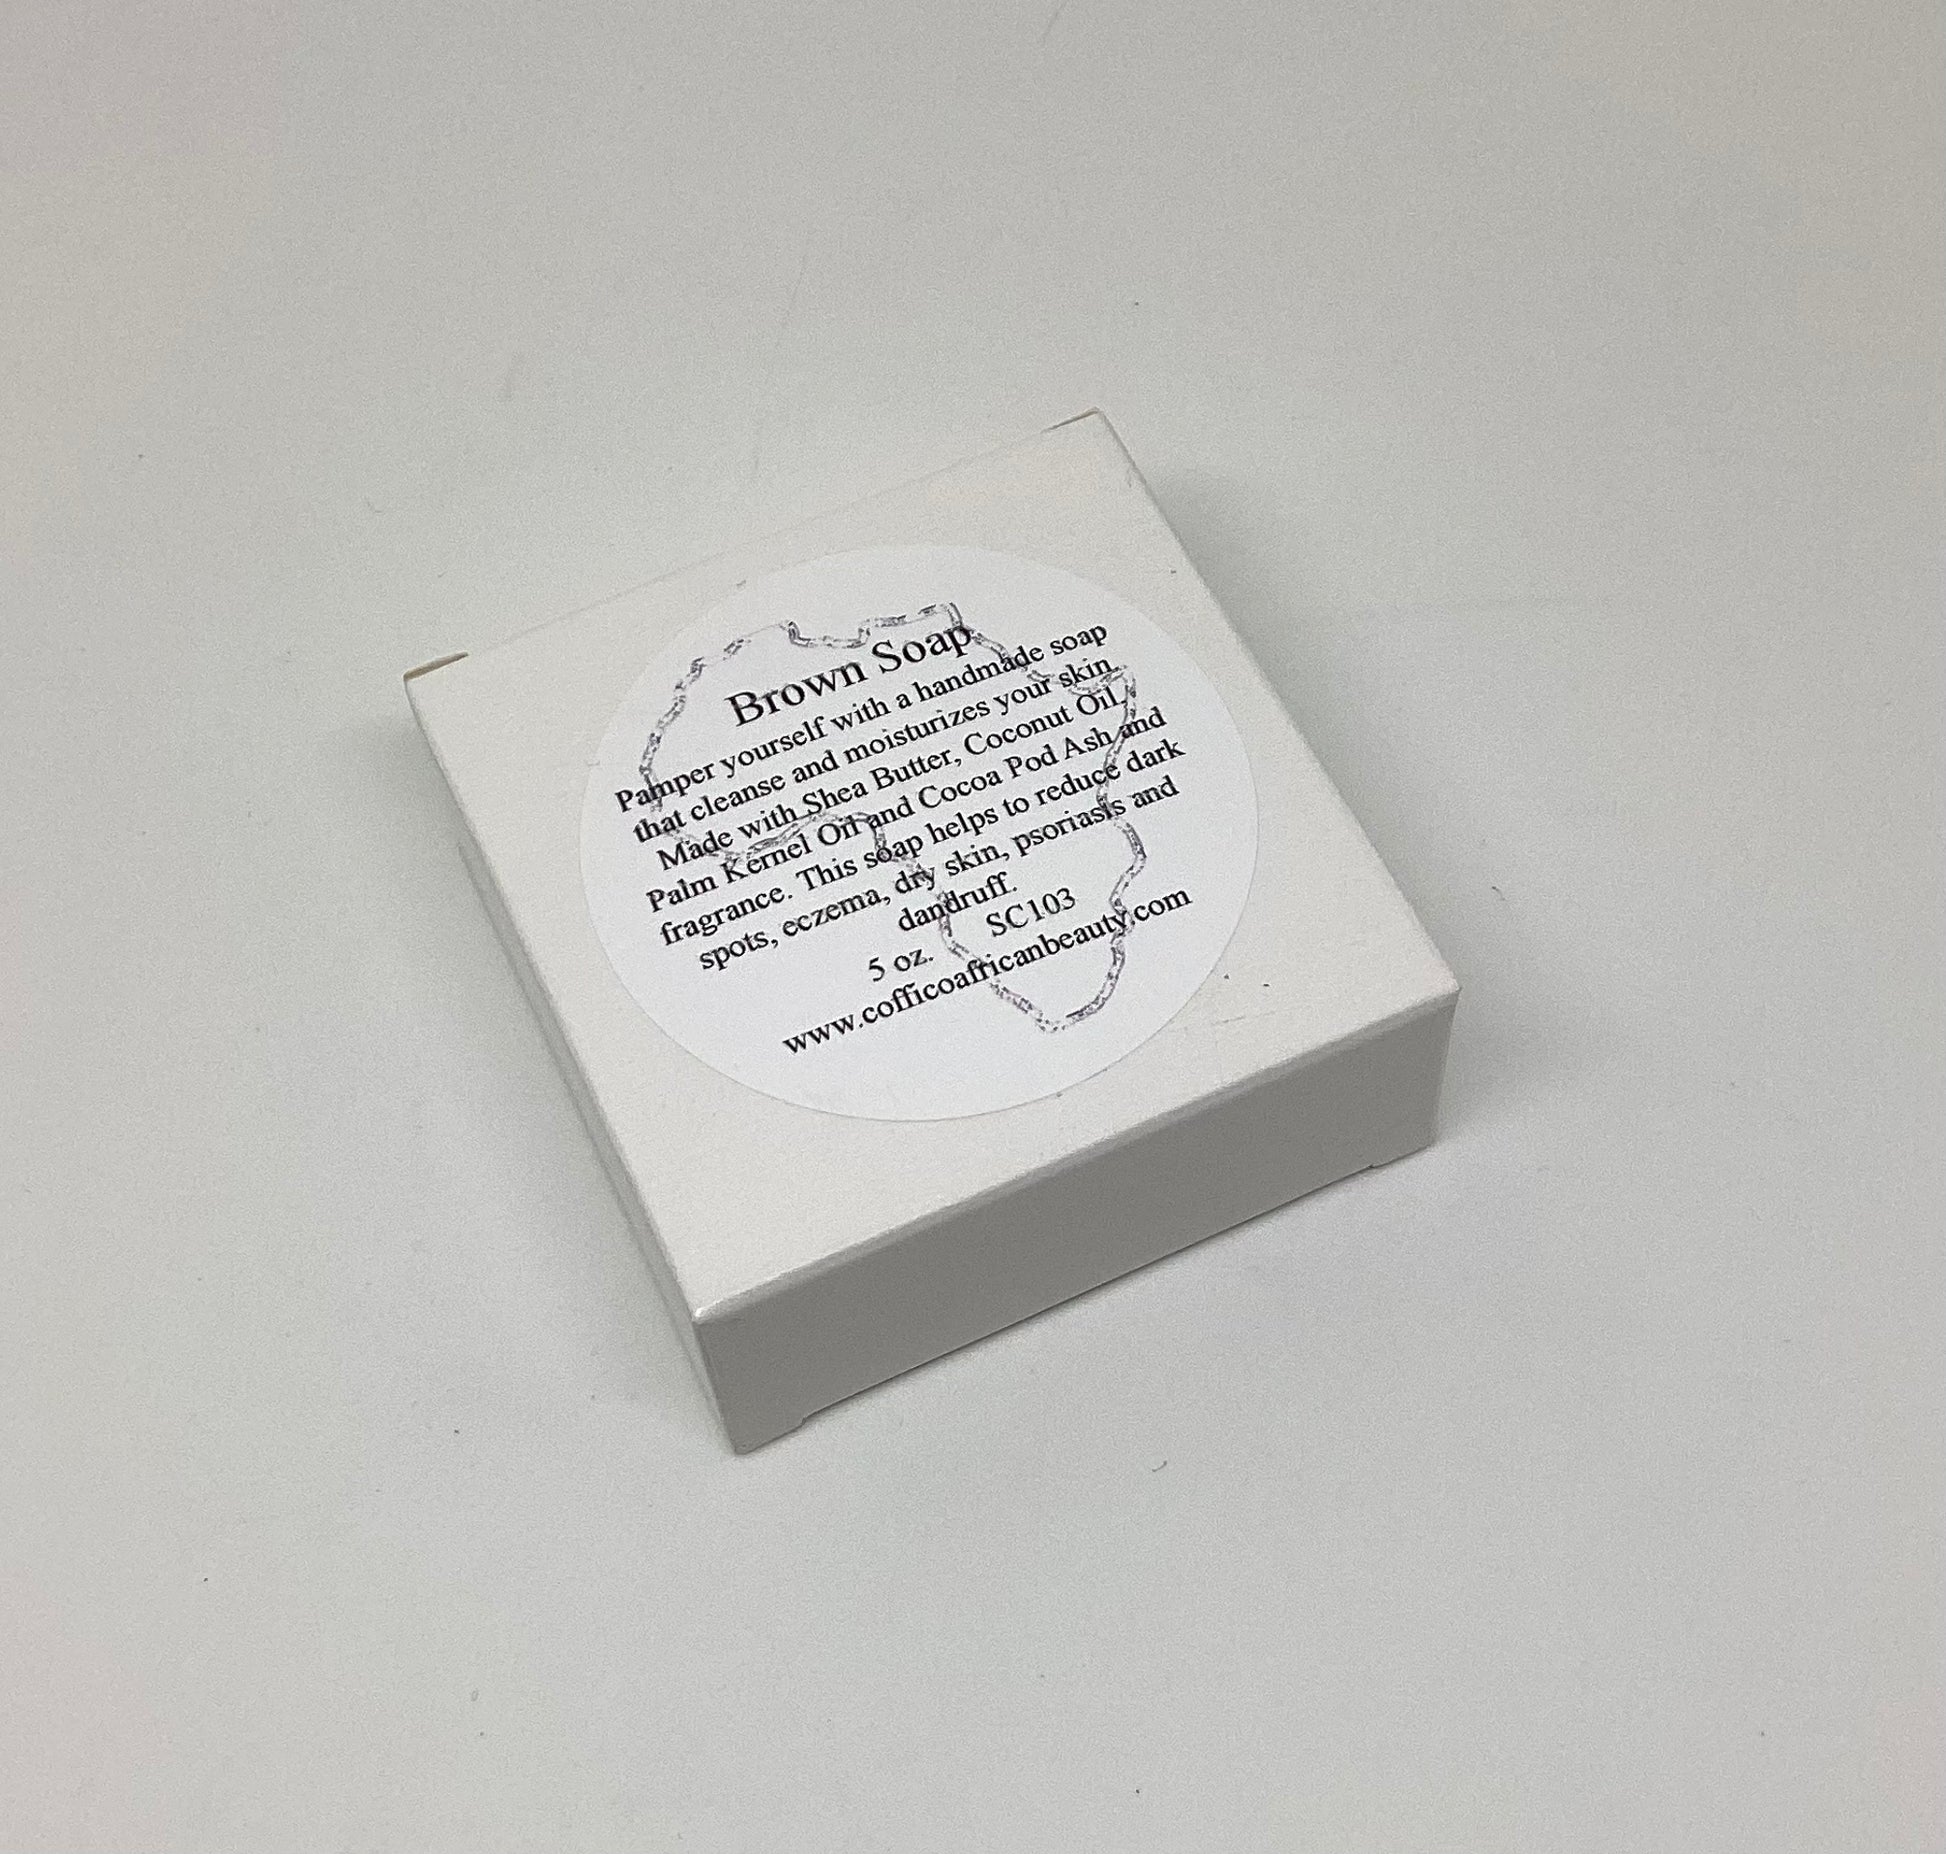 Brown Soap
Pamper yourself with a handmade soap
that cleanse and moisturizes your skin.
Made with Shea Butter, Coconut Oil,
Palm Kernel Oil and Cocoa Pod Ash and
fragrance. This soap helps to reduce dark
spots, eczema, dry skin, psoriasis and
dandruff.
5 oz. SC103
www.cofficoafricanbeauty.com